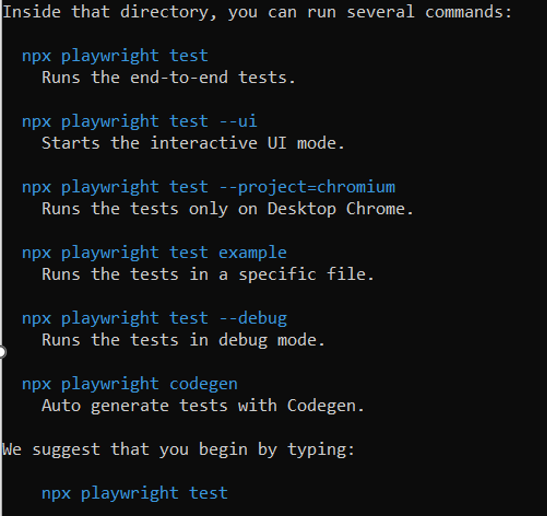 Inside that directory, you can run several commands:
npx playwright test
Runs the end-to-end tests.
npx playwright test --ui
Starts the interactive UI mode.
npx playwright test --project=chromium
Runs the tests only on Desktop Chrome.
npx playwright test example
Runs the tests in a specific file.
npx playwright test --debug
Runs the tests in debug mode.
npx playwright codegen
Auto generate tests with Codegen.
We suggest that you begin by typing:
npx playwright test